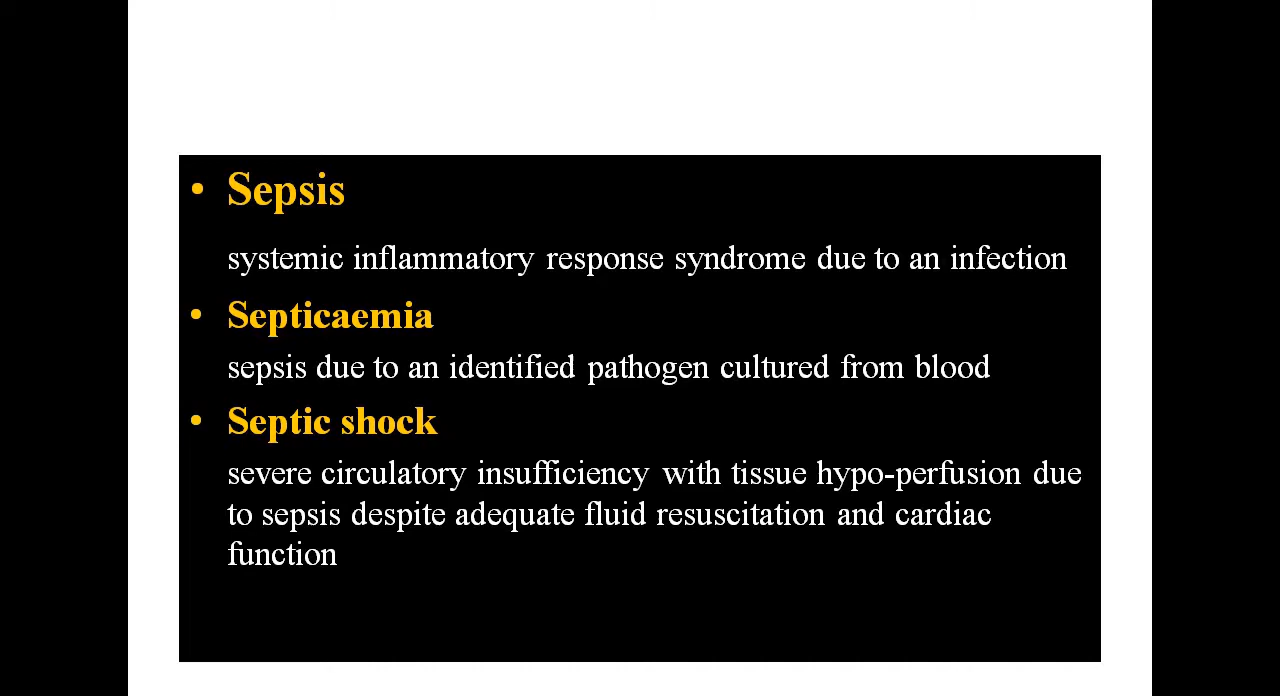 • Sepsis
systemic inflammatory response syndrome due to an infection
• Septicaemia
sepsis due to an identified pathogen cultured from blood
• Septic shock
severe circulatory insufficiency with tissue hypo-perfusion due
to sepsis despite adequate fluid resuscitation and cardiac
function